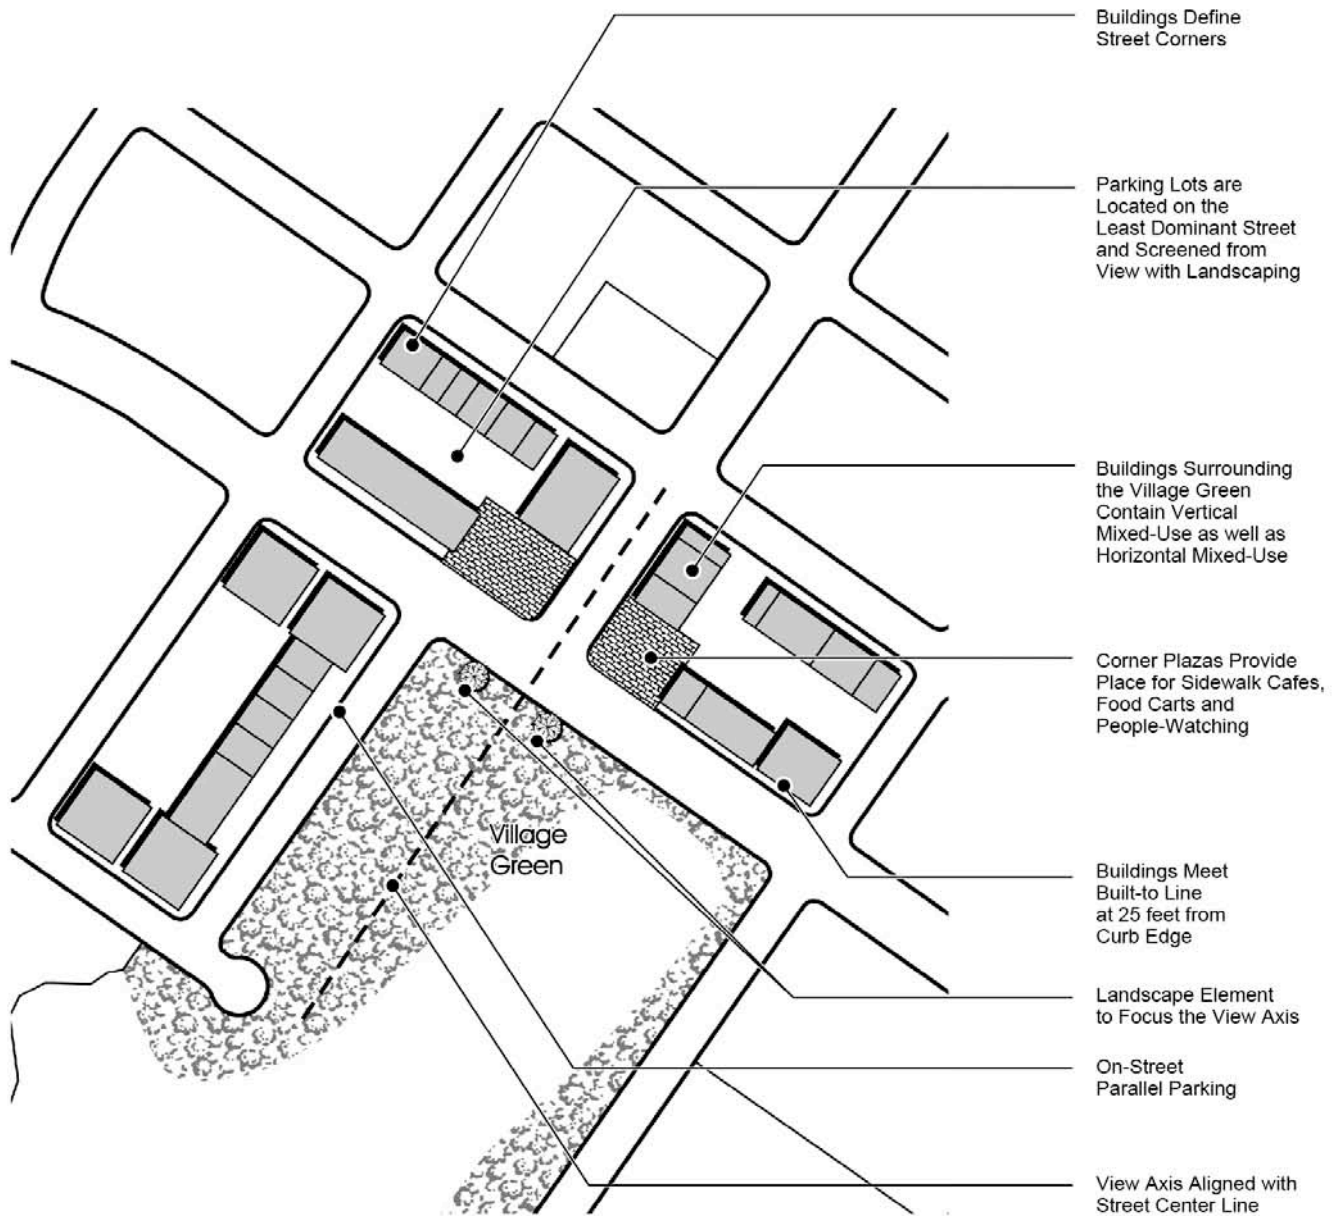 Buildings Define
Street Corners
Parking Lots are
Located on the
Least Dominant Street
and Screened from
View with Landscaping
Buildings Surrounding
the Village Green
Contain Vertical
Mixed-Use as well as
Horizontal Mixed-Use
Corner Plazas Provide
Place for Sidewalk Cafes,
Food Carts and
People-Watching
Village
Green
Buildings Meet
Built-to Line
at 25 feet from
Curb Edge
Landscape Element
to Focus the View Axis
On-Street
Parallel Parking
View Axis Aligned with
Street Center Line